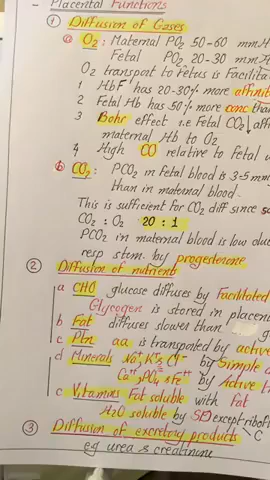 - Placental Functions
① Diffusion of Gases
ⓐ O₂ : Maternal PO₂ 50-60 mmH
Fetal PO₂ 20-30 mmH
O₂ transport to fetus is facilita
1 HbF has 20-30% more affinit
2 Fetal Hb has 50% more conc tha
3 Bohr effect i.e Fetal CO₂↓ aff
maternal Hb to O₂
4 High CO relative to Fetal w
ⓑ CO₂ : PCO₂ in Fetal blood is 3-5 mm
than in maternal blood.
This is sufficient for CO₂ diff since s
CO₂ : O₂ 20 : 1
PCO₂ in maternal blood is low due
resp stem. by progesterone
② Diffusion of nutrients
a CHO glucose diffuses by Facilitated
Glycogen is stored in placen
b Fat diffuses slower than g
c Ptn aa is transported by active
d Minerals Na⁺, K⁺ & Cl⁻ by Simple d
Ca⁺⁺, PO₄ & Fe⁺⁺ by Active t
e Vitamins Fat soluble with Fat
H₂O soluble by SD except ribof
③ Diffusion of excretory products
C
eg urea & creatinine